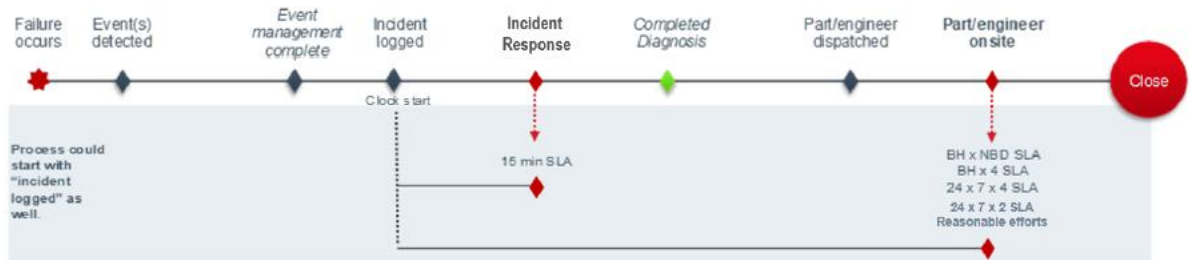 Failure
occurs
Event(s)
detected
Event
management
complete
Incident
logged
Incident
Response
Completed
Diagnosis
Part/engineer
dispatched
Part/engineer
onsite
Close
Clock start
Process could
start with
"incident
logged" as
well.
15 min SLA
BH x NBD SLA
BH x 4 SLA
24 x 7 x 4 SLA
24 x 7 x 2 SLA
Reasonable efforts